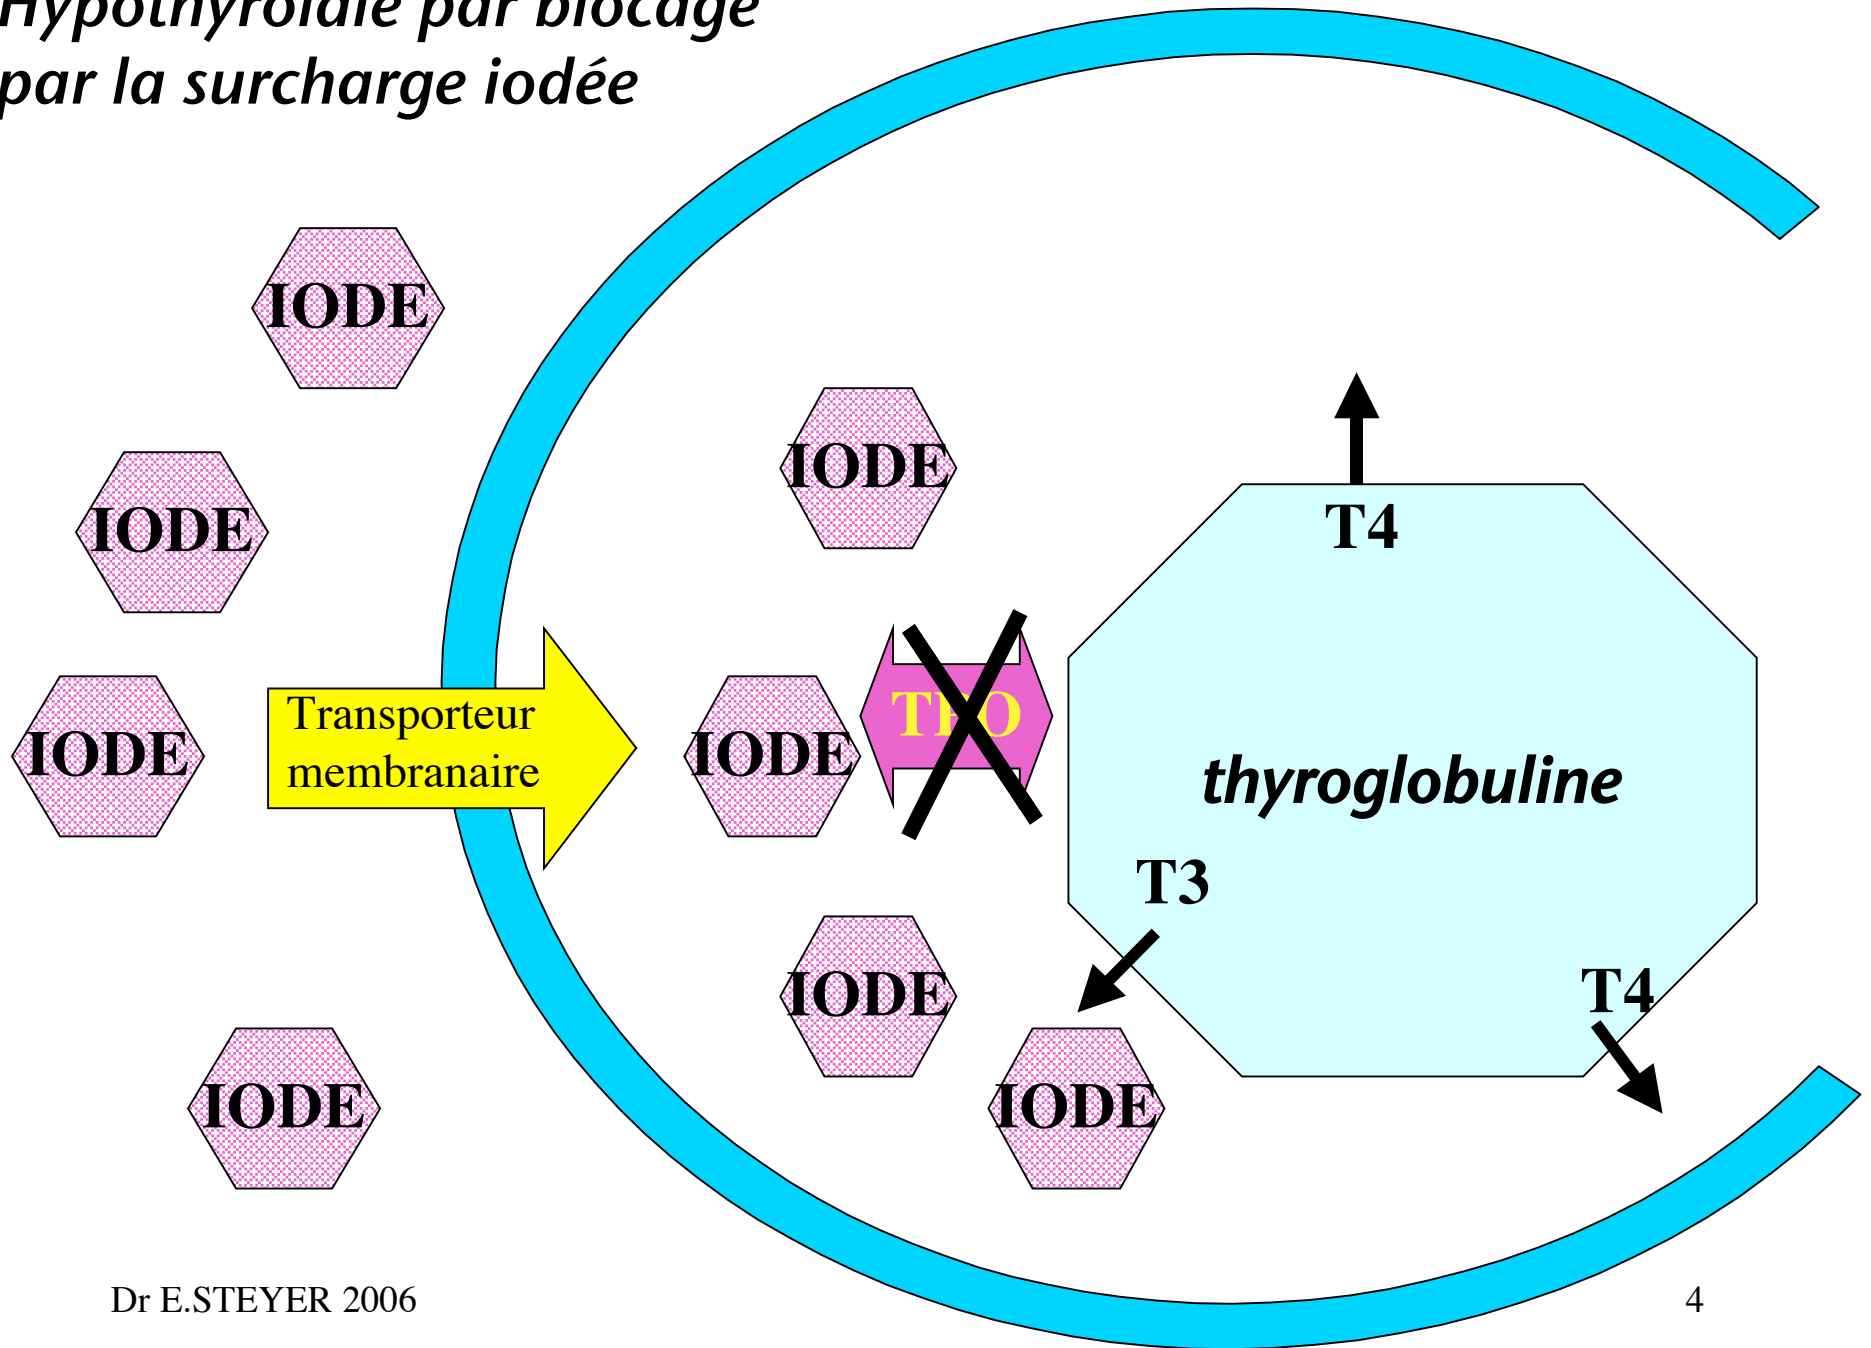 Hypothyroïdie par blocage
par la surcharge iodée
IODE
IODE
T4
IODE
IODE
Transporteur
membranaire
IODE
IODE
TPO
thyroglobuline
T3
IODE
T4
IODE
IODE
Dr E.STEYER 2006
4